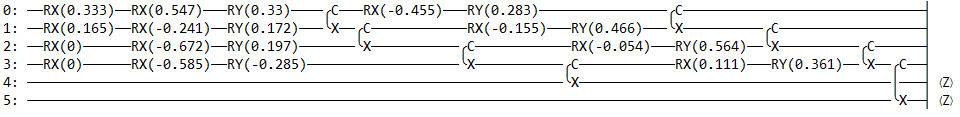 0: ──RX(0.333)──RX(0.547)──RY(0.33)───╭C──RX(-0.455)──RY(0.283)─────────────╭C──────────────────────┤
1: ──RX(0.165)──RX(-0.241)─RY(0.172)──╰X─╭C───────────RX(-0.155)──RY(0.466)─╰X────────╭C────────────┤
2: ──RX(0)──────RX(-0.672)─RY(0.197)─────╰X──────────╭C───────────RX(-0.054)──RY(0.564)─╰X────────╭C────┤
3: ──RX(0)──────RX(-0.585)─RY(-0.285)────────────────╰X──────────╭C───────────RX(0.111)──RY(0.361)─╰X─╭C─┤
4: ──────────────────────────────────────────────────────────────╰X───────────────────────────────────│──┤ ⟨Z⟩
5: ───────────────────────────────────────────────────────────────────────────────────────────────────╰X─┤ ⟨Z⟩